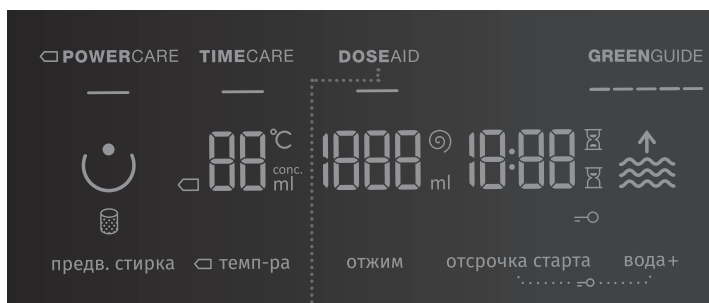 POWERCARE TIMECARE DOSEAID GREENGUIDE
88 °C 1888 18:88
conc.
ml ml
предв. стирка темп-ра отжим отсрочка старта вода+